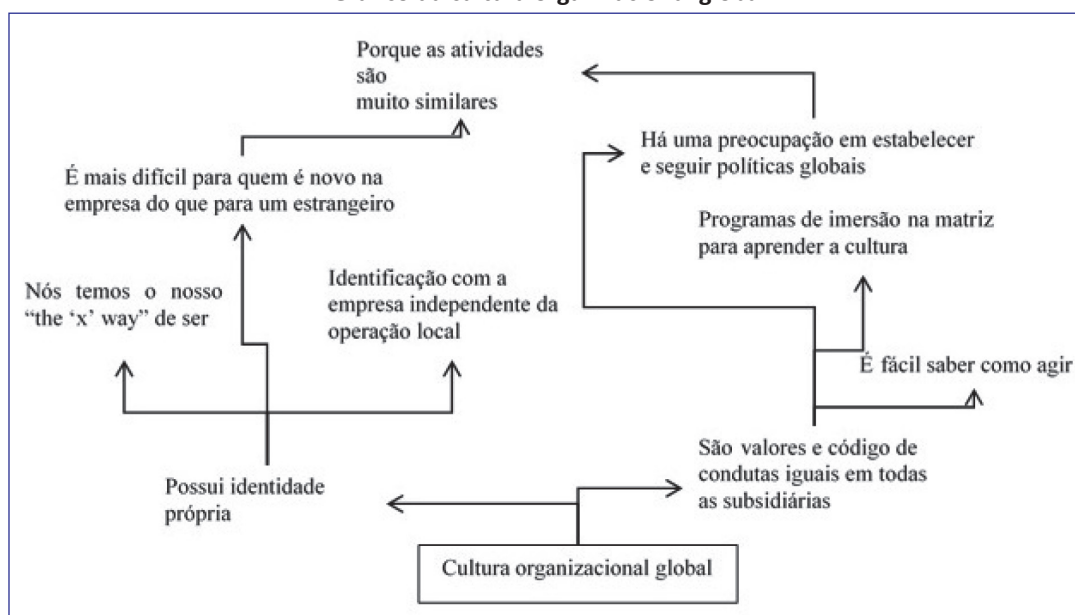 Porque as atividades
são
muito similares
Há uma preocupação em estabelecer
e seguir políticas globais
É mais difícil para quem é novo na
empresa do que para um estrangeiro
Programas de imersão na matriz
para aprender a cultura
Identificação com a
empresa independente da
operação local
Nós temos o nosso
“the ‘x’ way” de ser
É fácil saber como agir
São valores e código de
condutas iguais em todas
as subsidiárias
Possui identidade
própria
Cultura organizacional global